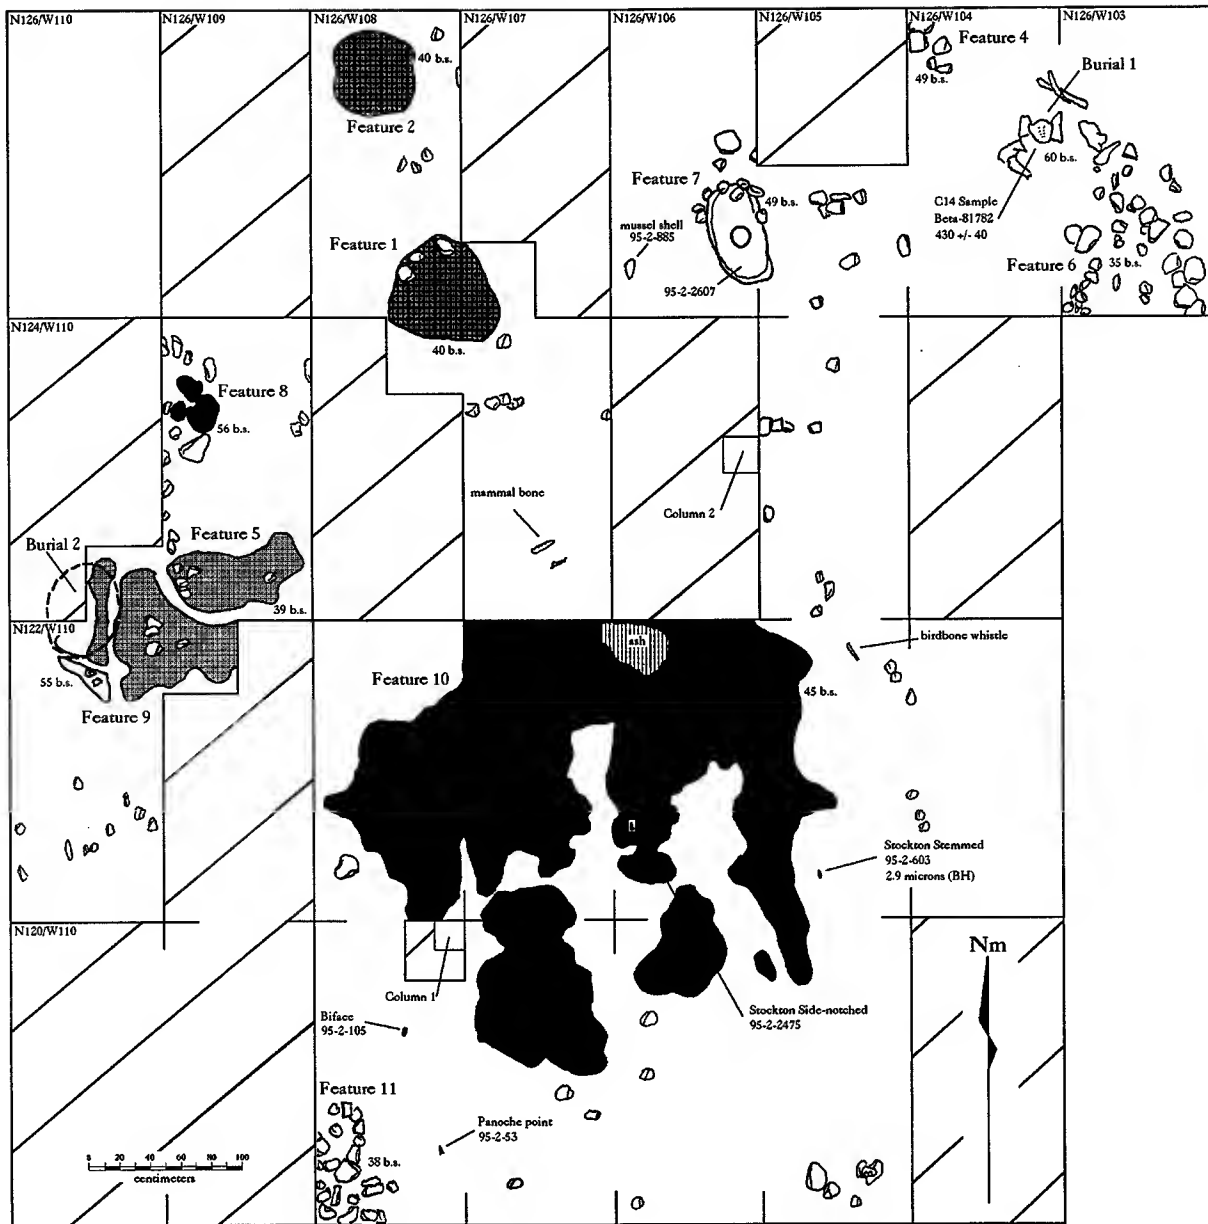 N126/W110
N126/W109
N126/W108
N126/W107
N126/W106
N126/W105
N126/W104
N126/W103
40 b.s.
Feature 2
Feature 4
49 b.s.
Burial 1
60 b.s.
C14 Sample
Beta-81782
430 +/- 40
Feature 7
49 b.s.
mussel shell
95-2-885
95-2-2607
Feature 1
40 b.s.
Feature 6
35 b.s.
N124/W110
Feature 8
56 b.s.
mammal bone
Column 2
Burial 2
Feature 5
39 b.s.
N122/W110
55 b.s.
Feature 9
Feature 10
ash
45 b.s.
birdbone whistle
Stockton Stemmed
95-2-603
2.9 microns (BH)
N120/W110
Column 1
Biface
95-2-105
Stockton Side-notched
95-2-2475
Nm
Feature 11
38 b.s.
Panoche point
95-2-53
20 40 60 80 100
centimeters